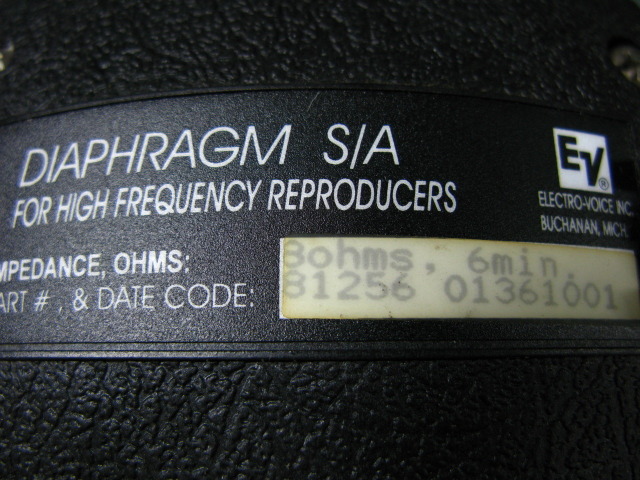 DIAPHRAGM S/A
FOR HIGH FREQUENCY REPRODUCERS
EV®
ELECTRO-VOICE INC.
BUCHANAN, MICH.
MPEDANCE, OHMS: 8ohms, 6min.
ART #, & DATE CODE: 81256 01361001